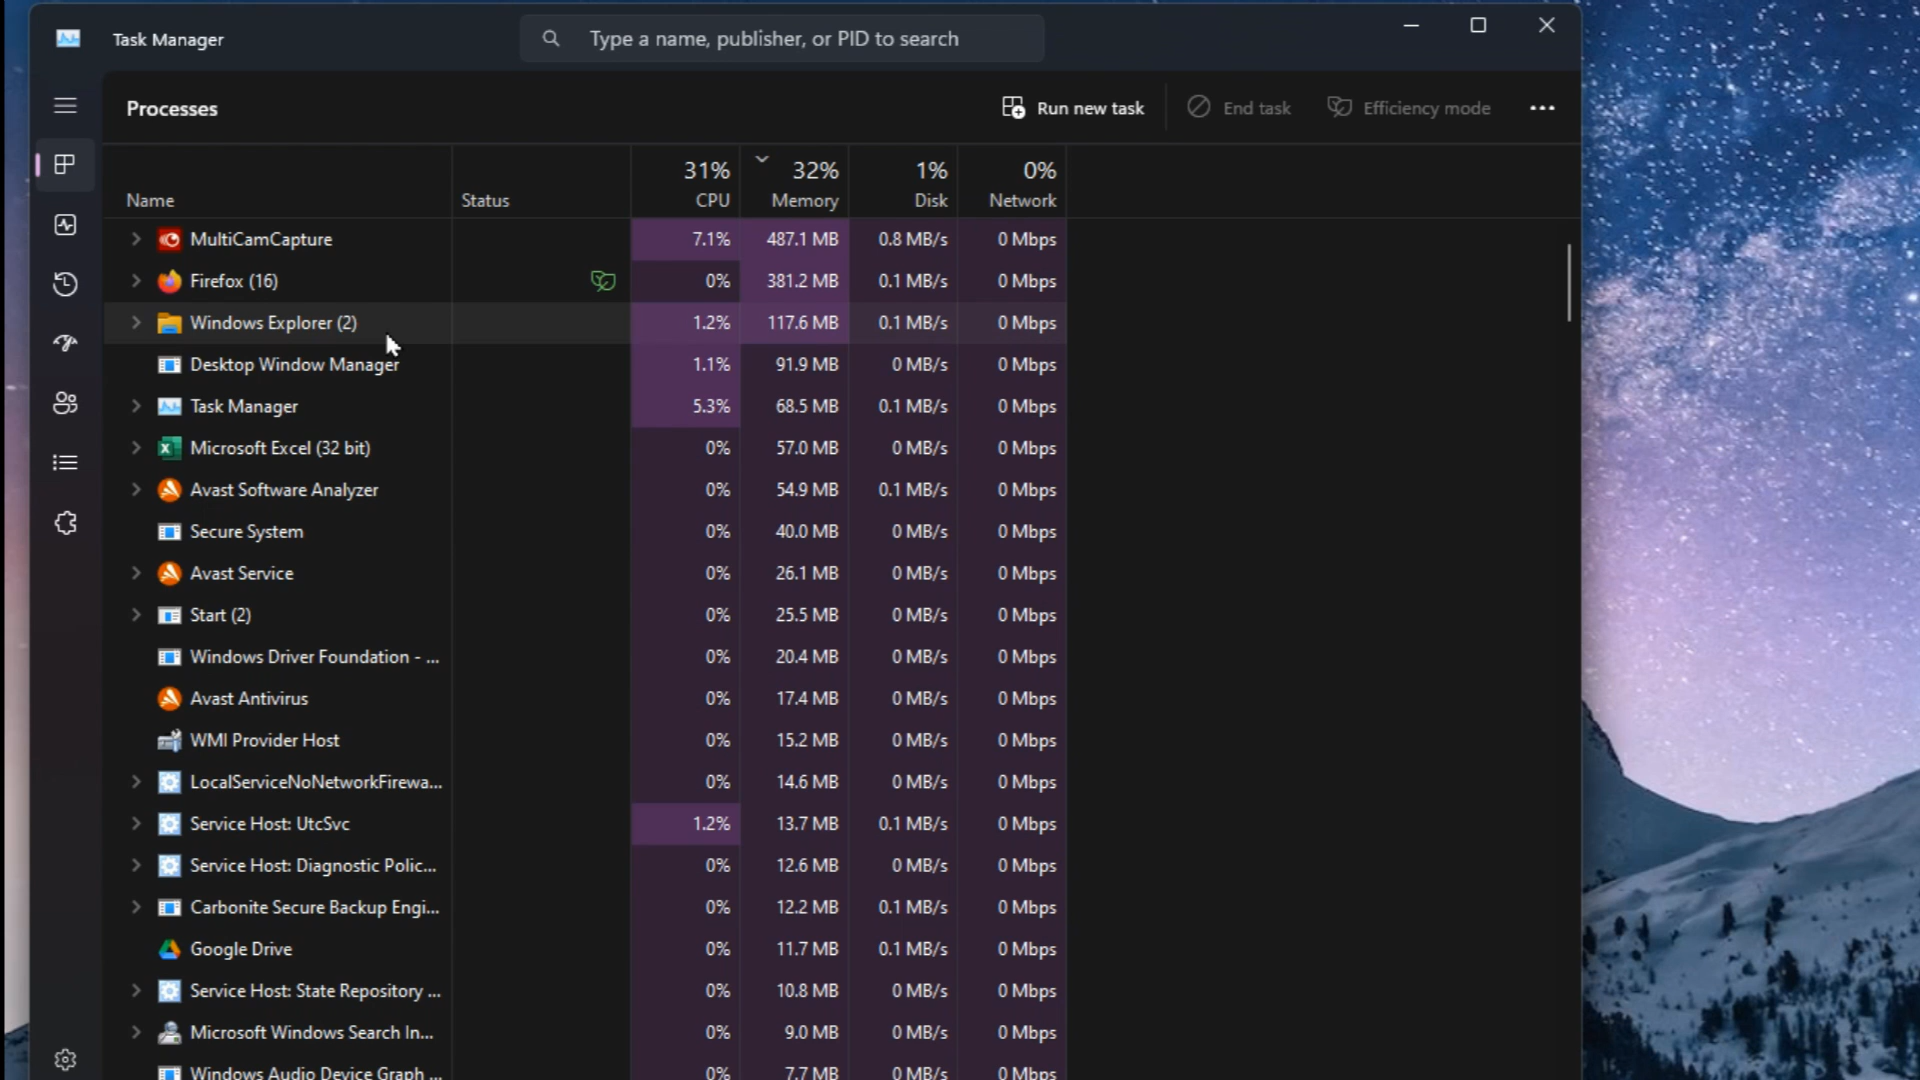 Task Manager
Type a name, publisher, or PID to search
Processes
Run new task
End task
Efficiency mode
31% 32% 1% 0%
Name Status CPU Memory Disk Network
MultiCamCapture 7.1% 487.1 MB 0.8 MB/s 0 Mbps
Firefox (16) 0% 381.2 MB 0.1 MB/s 0 Mbps
Windows Explorer (2) 1.2% 117.6 MB 0.1 MB/s 0 Mbps
Desktop Window Manager 1.1% 91.9 MB 0 MB/s 0 Mbps
Task Manager 5.3% 68.5 MB 0.1 MB/s 0 Mbps
Microsoft Excel (32 bit) 0% 57.0 MB 0 MB/s 0 Mbps
Avast Software Analyzer 0% 54.9 MB 0.1 MB/s 0 Mbps
Secure System 0% 40.0 MB 0 MB/s 0 Mbps
Avast Service 0% 26.1 MB 0 MB/s 0 Mbps
Start (2) 0% 25.5 MB 0 MB/s 0 Mbps
Windows Driver Foundation - ... 0% 20.4 MB 0 MB/s 0 Mbps
Avast Antivirus 0% 17.4 MB 0 MB/s 0 Mbps
WMI Provider Host 0% 15.2 MB 0 MB/s 0 Mbps
LocalServiceNoNetworkFirewa... 0% 14.6 MB 0 MB/s 0 Mbps
Service Host: UtcSvc 1.2% 13.7 MB 0.1 MB/s 0 Mbps
Service Host: Diagnostic Polic... 0% 12.6 MB 0 MB/s 0 Mbps
Carbonite Secure Backup Engi... 0% 12.2 MB 0.1 MB/s 0 Mbps
Google Drive 0% 11.7 MB 0.1 MB/s 0 Mbps
Service Host: State Repository ... 0% 10.8 MB 0 MB/s 0 Mbps
Microsoft Windows Search In... 0% 9.0 MB 0 MB/s 0 Mbps
Windows Audio Device Graph ... 0% 7.7 MB 0 MB/s 0 Mbps